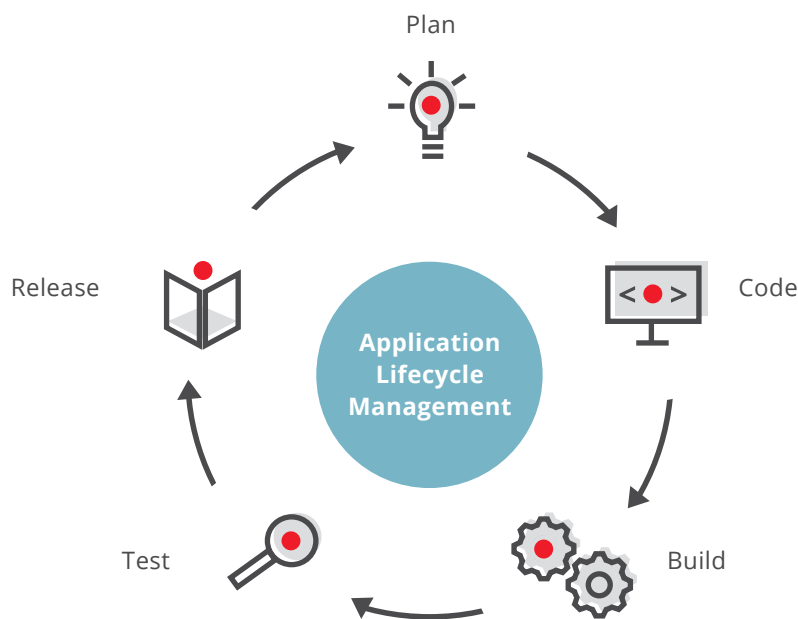 Plan
Release
Code
< >
Application
Lifecycle
Management
Test
Build